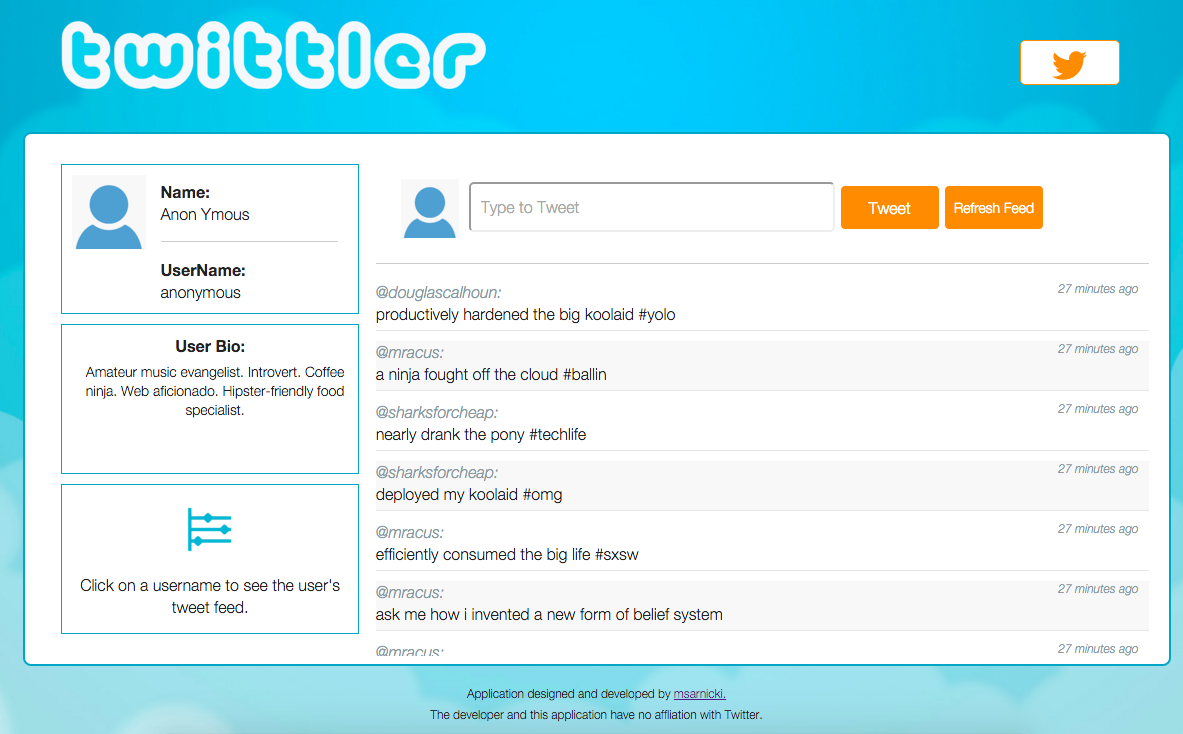 twittler
Name:
Anon Ymous
UserName:
anonymous
User Bio:
Amateur music evangelist. Introvert. Coffee
ninja. Web aficionado. Hipster-friendly food
specialist.
Click on a username to see the user's
tweet feed.
Type to Tweet
Tweet
Refresh Feed
@douglascalhoun:
27 minutes ago
productively hardened the big koolaid #yolo
@mracus:
27 minutes ago
a ninja fought off the cloud #ballin
@sharksforcheap:
27 minutes ago
nearly drank the pony #techlife
@sharksforcheap:
27 minutes ago
deployed my koolaid #omg
@mracus:
27 minutes ago
efficiently consumed the big life #sxsw
@mracus:
27 minutes ago
ask me how i invented a new form of belief system
@mracus:
27 minutes ago
Application designed and developed by msarnicki.
The developer and this application have no affliation with Twitter.